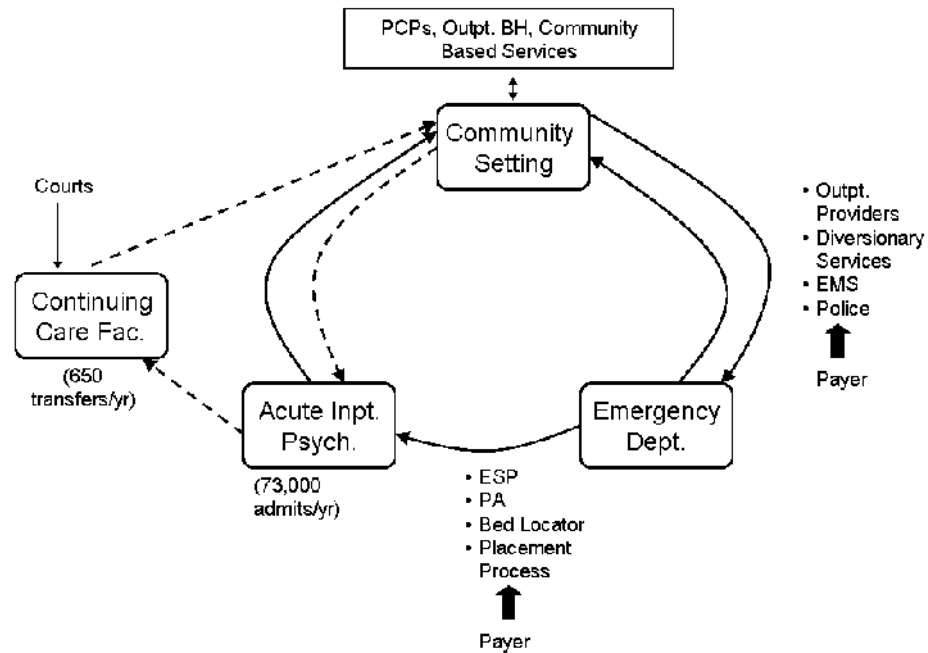 PCPs, Outpt. BH, Community
Based Services
Community
Setting
Courts
• Outpt.
Providers
• Diversionary
Services
• EMS
• Police
Payer
Continuing
Care Fac.
(650
transfers/yr)
Acute Inpt.
Psych.
(73,000
admits/yr)
Emergency
Dept.
• ESP
• PA
• Bed Locator
• Placement
Process
Payer